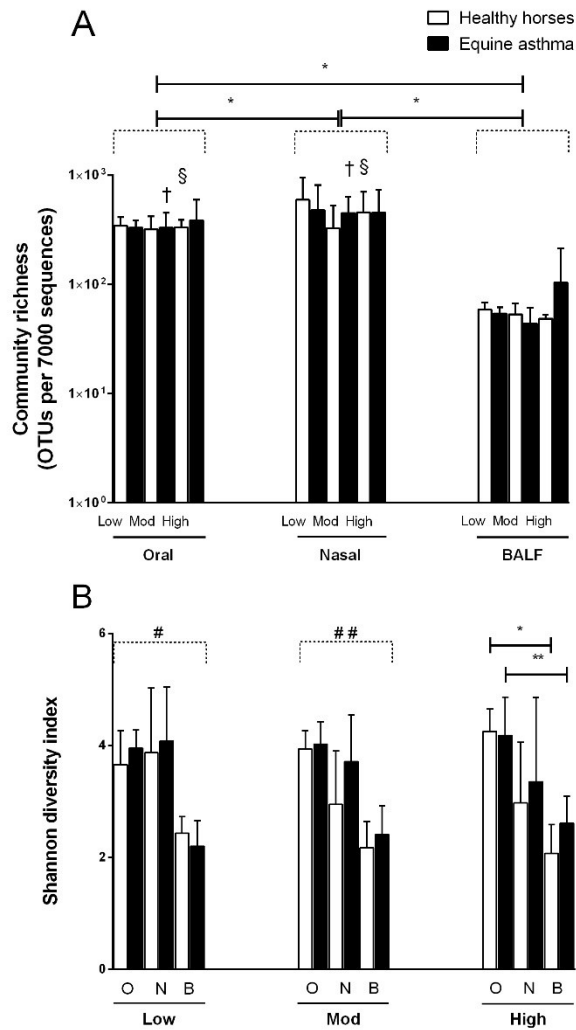 A
Healthy horses
Equine asthma
*
* *
† § † §
Community richness
(OTUs per 7000 sequences)
1×10³
1×10²
1×10¹
1×10⁰
Low Mod High Low Mod High Low Mod High
Oral Nasal BALF
B
# # # *
**
Shannon diversity index
6
4
2
0
O N B O N B O N B
Low Mod High